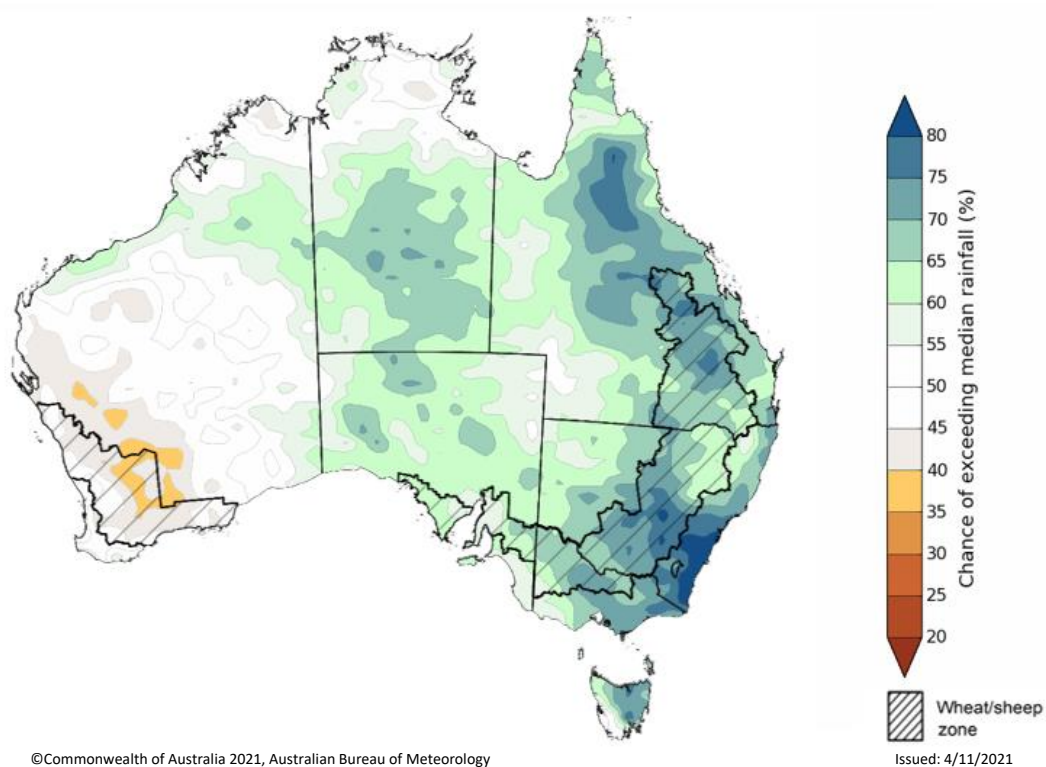 80
75
70
65
60
55
50
45
40
35
30
25
20
Chance of exceeding median rainfall (%)
Wheat/sheep
zone
©Commonwealth of Australia 2021, Australian Bureau of Meteorology
Issued: 4/11/2021